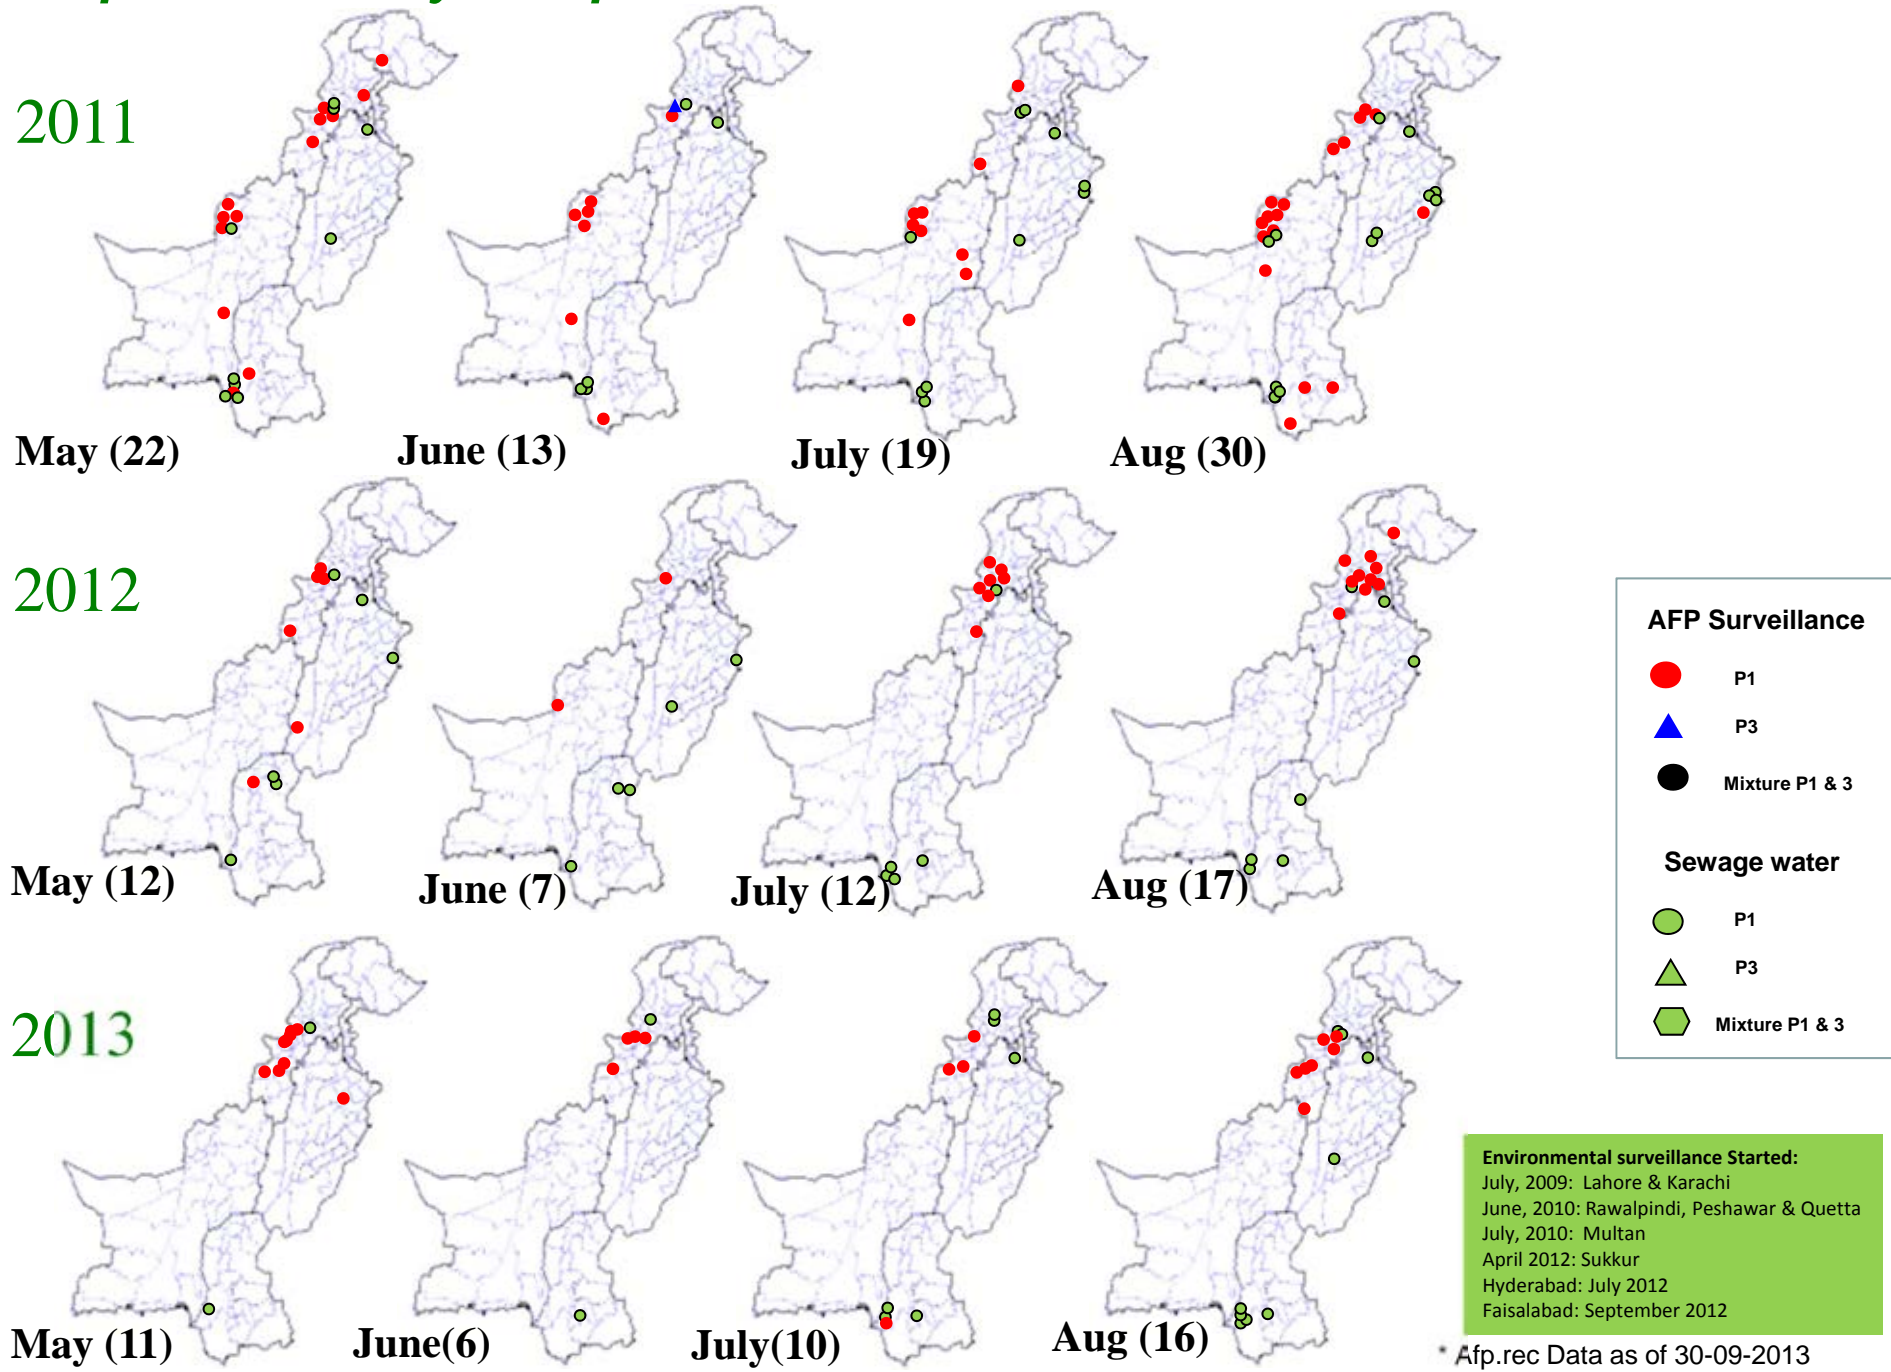 2011
May (22)
June (13)
July (19)
Aug (30)
2012
May (12)
June (7)
July (12)
Aug (17)
2013
May (11)
June(6)
July(10)
Aug (16)
AFP Surveillance
P1
P3
Mixture P1 & 3
Sewage water
P1
P3
Mixture P1 & 3
Environmental surveillance Started:
July, 2009: Lahore & Karachi
June, 2010: Rawalpindi, Peshawar & Quetta
July, 2010: Multan
April 2012: Sukkur
Hyderabad: July 2012
Faisalabad: September 2012
* Afp.rec Data as of 30-09-2013